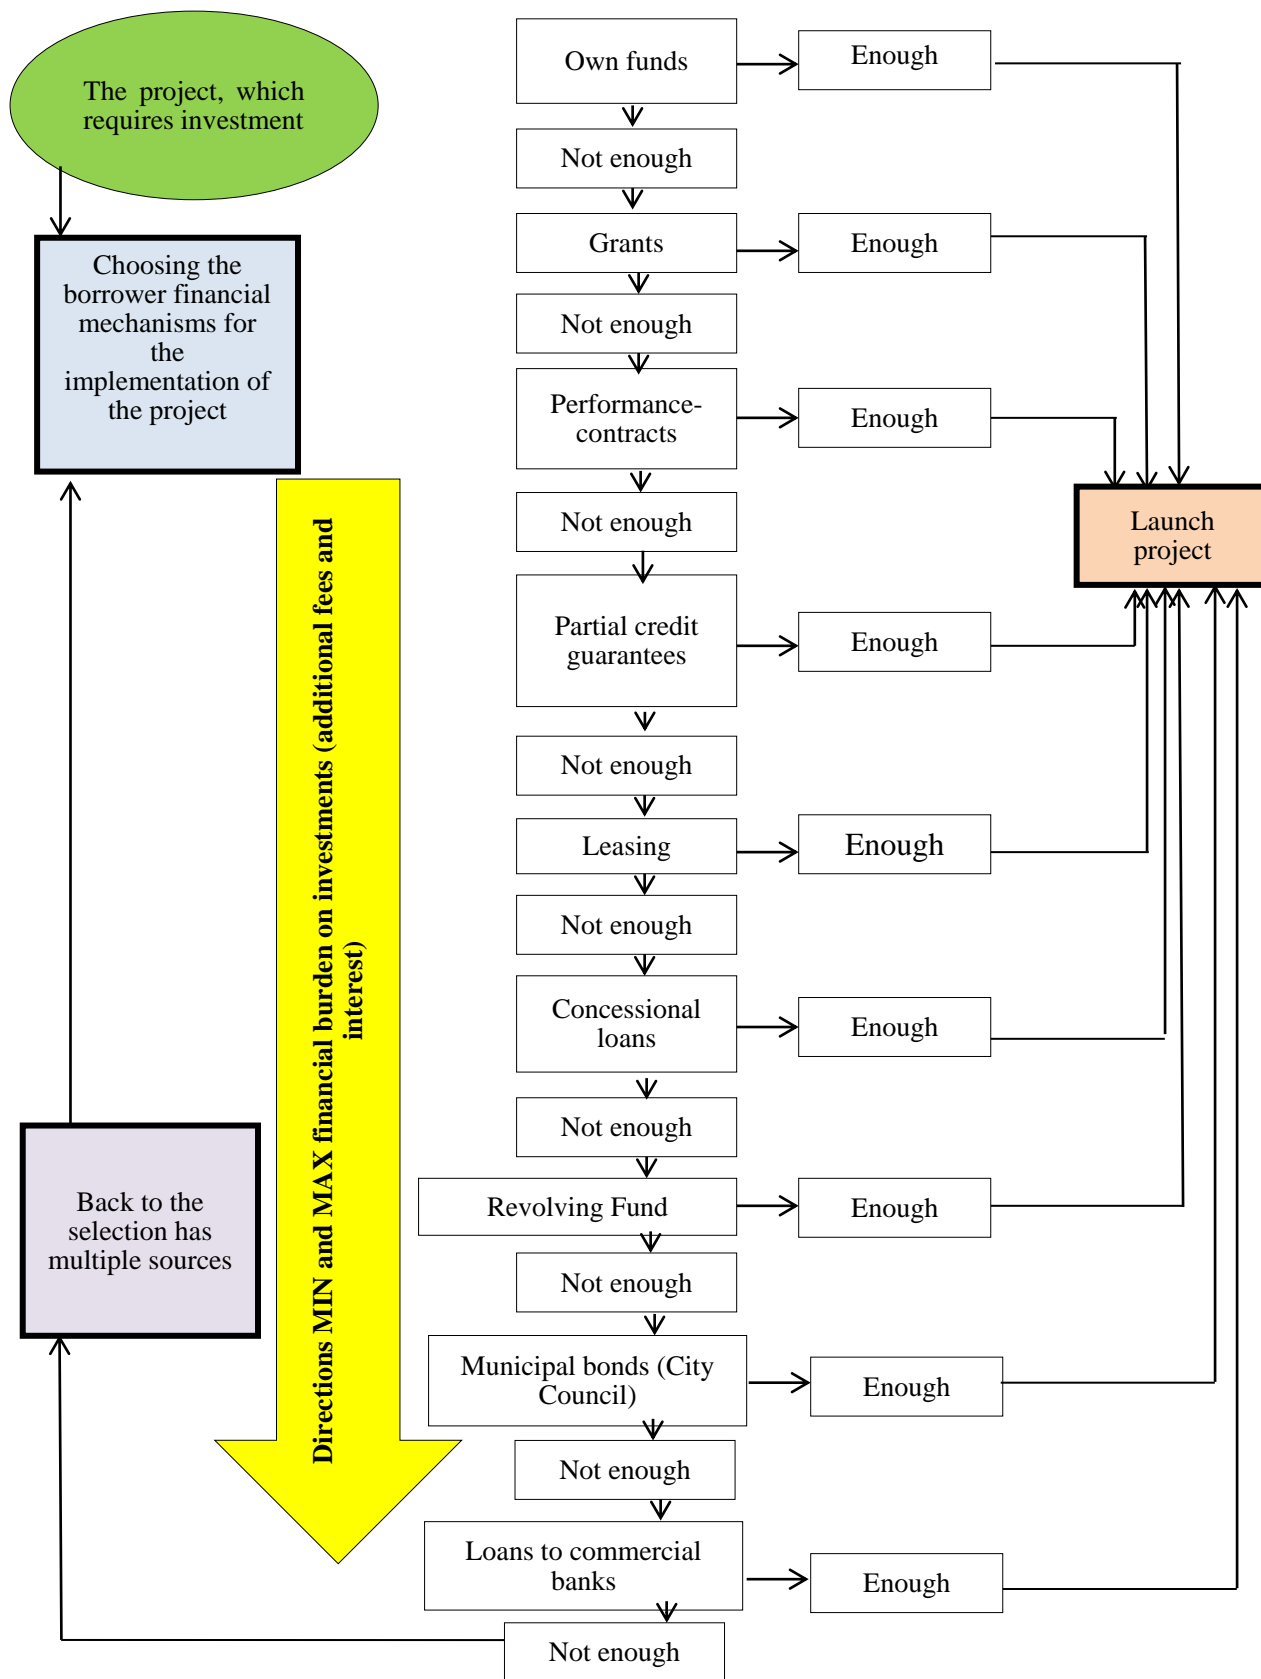 The project, which
requires investment
Choosing the
borrower financial
mechanisms for
the
implementation of
the project
Back to the
selection has
multiple sources
Directions MIN and MAX financial burden on investments (additional fees and
interest)
Own funds
Enough
Not enough
Grants
Enough
Not enough
Performance-
contracts
Enough
Not enough
Launch
project
Partial credit
guarantees
Enough
Not enough
Leasing
Enough
Not enough
Concessional
loans
Enough
Not enough
Revolving Fund
Enough
Not enough
Municipal bonds (City
Council)
Enough
Not enough
Loans to commercial
banks
Enough
Not enough